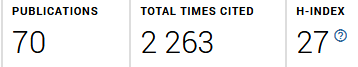 PUBLICATIONS TOTAL TIMES CITED H-INDEX
70 2 263 27 ?